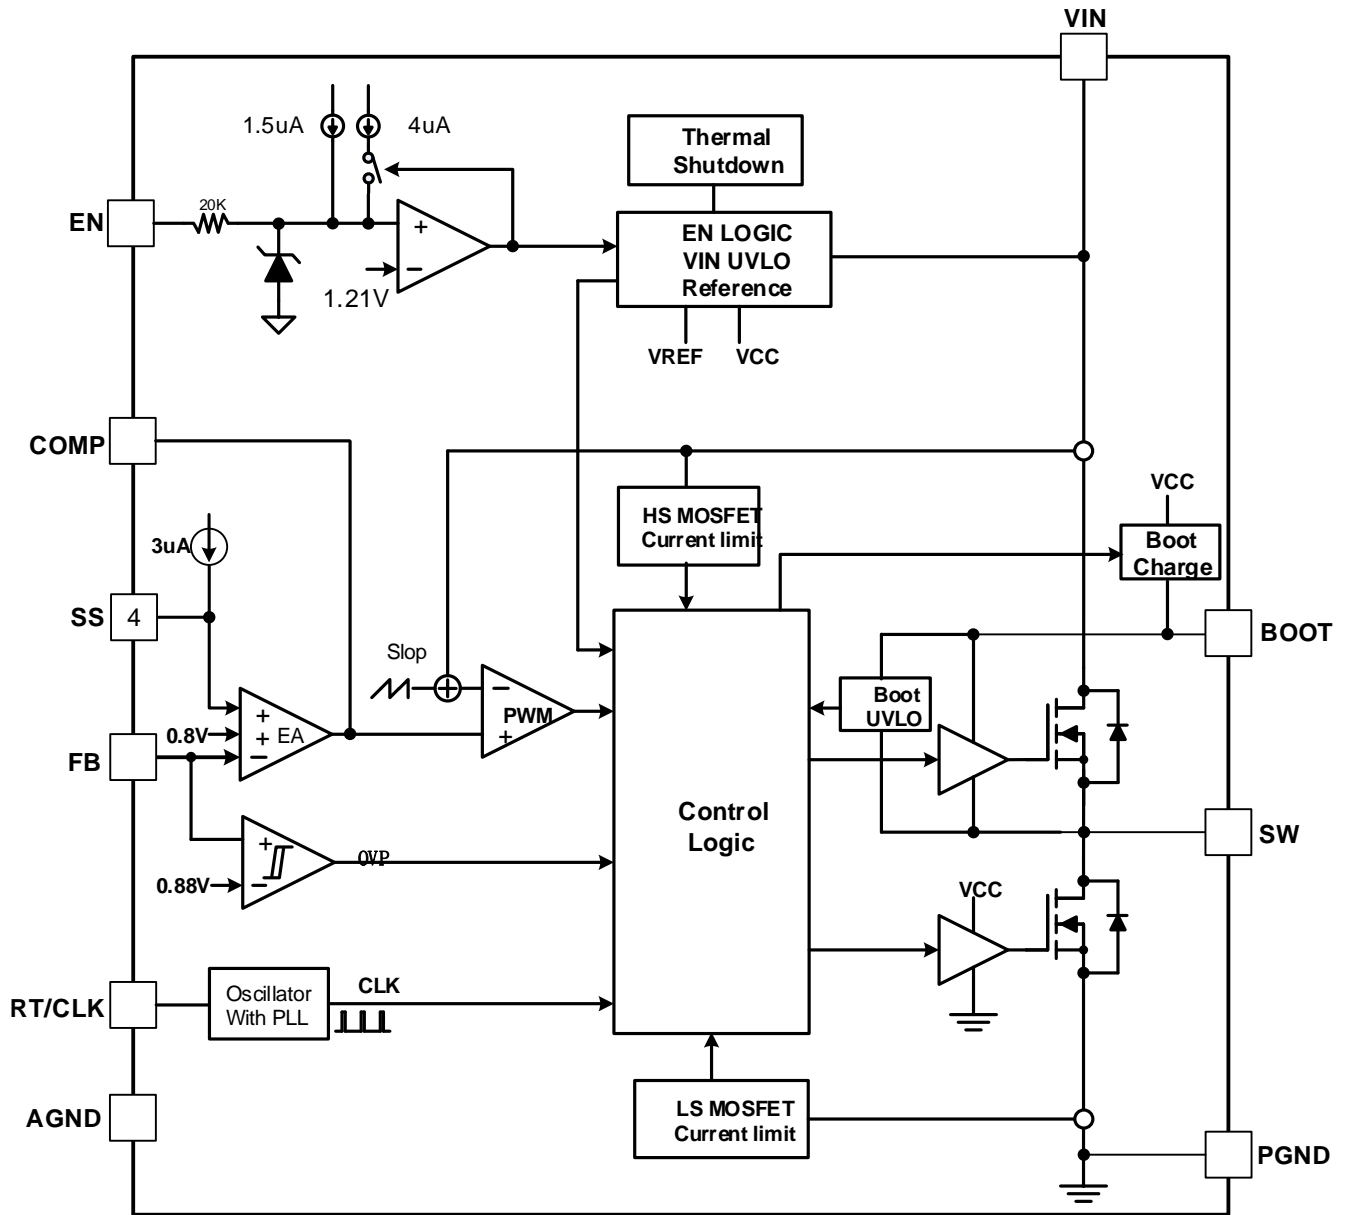 VIN
1.5uA
4uA
Thermal
Shutdown
20K
EN
+
−
1.21V
EN LOGIC
VIN UVLO
Reference
VREF
VCC
COMP
VCC
HS MOSFET
Current limit
Boot
Charge
3uA
SS
4
BOOT
Slop
Boot
UVLO
−
PWM
+
+
0.8V
+
EA
−
FB
Control
Logic
SW
+
OVP
0.88V
−
VCC
RT/CLK
Oscillator
With PLL
CLK
AGND
LS MOSFET
Current limit
PGND